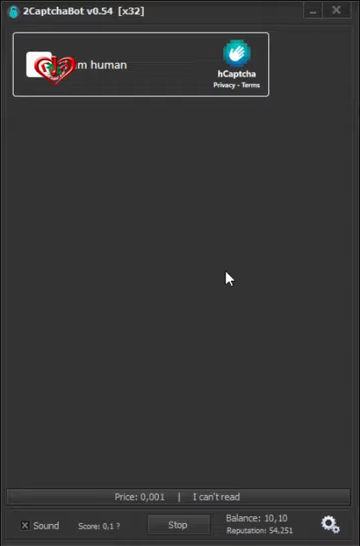 2CaptchaBot v0.54 [x32]
m human
hCaptcha
Privacy - Terms
Price: 0,001 | I can't read
Sound
Score: 0,1 ?
Stop
Balance: 10,10
Reputation: 54.251